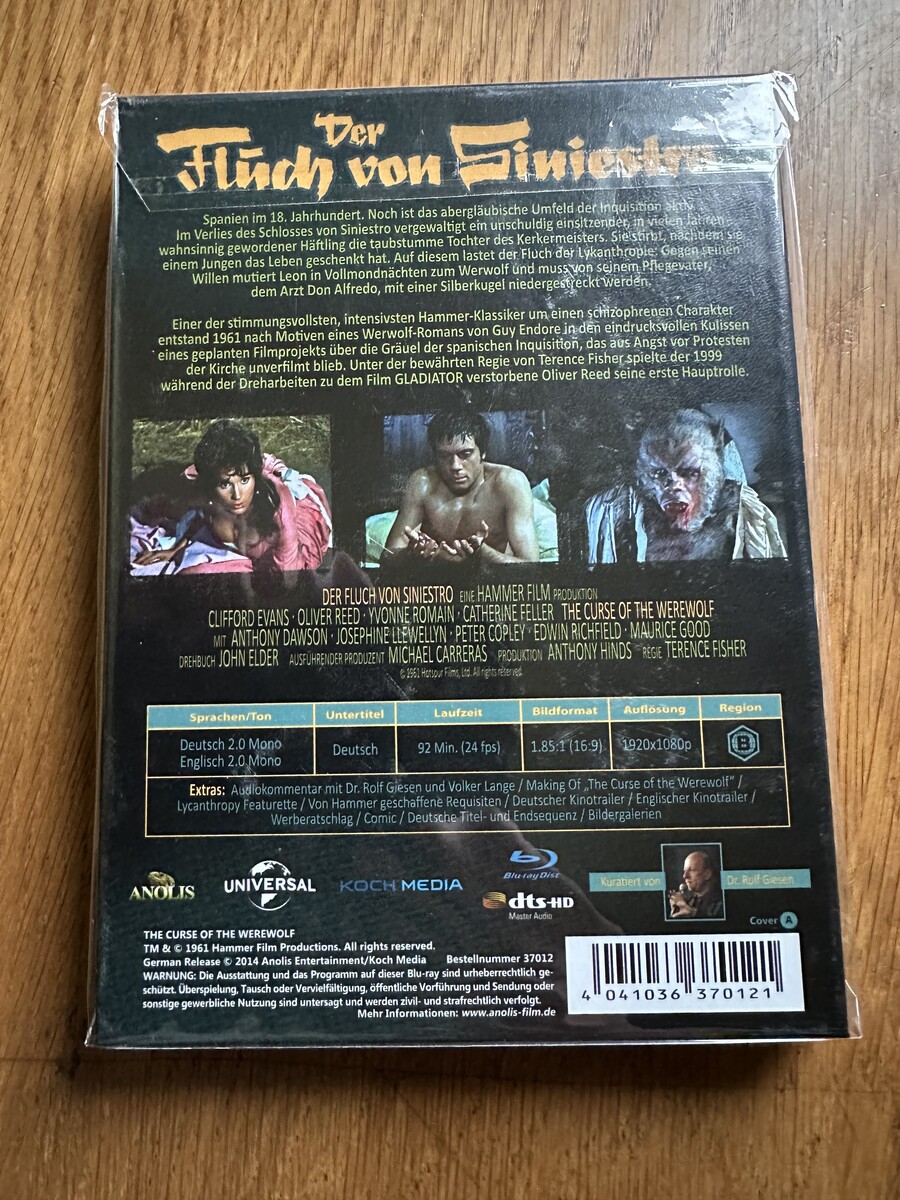 Der
Fluch von Siniestro
Spanien im 18. Jahrhundert. Noch ist das abergläubische Umfeld der Inquisition aktiv.
Im Verlies des Schlosses von Siniestro vergewaltigt ein unschuldig einsitzender, in vielen Jahren
wahnsinnig gewordener Häftling die taubstumme Tochter des Kerkermeisters. Sie stirbt, nachdem sie
einem Jungen das Leben geschenkt hat. Auf diesem lastet der Fluch der Lykanthropie: Gegen seinen
Willen mutiert Leon in Vollmondnächten zum Werwolf und muss von seinem Pflegevater,
dem Arzt Don Alfredo, mit einer Silberkugel niedergestreckt werden.
Einer der stimmungsvollsten, intensivsten Hammer-Klassiker um einen schizophrenen Charakter
entstand 1961 nach Motiven eines Werwolf-Romans von Guy Endore in den eindrucksvollen Kulissen
eines geplanten Filmprojekts über die Gräuel der spanischen Inquisition, das aus Angst vor Protesten
der Kirche unverfilmt blieb. Unter der bewährten Regie von Terence Fisher spielte der 1999
während der Dreharbeiten zu dem Film GLADIATOR verstorbene Oliver Reed seine erste Hauptrolle.
DER FLUCH VON SINIESTRO EINE HAMMER FILM PRODUKTION
CLIFFORD EVANS · OLIVER REED · YVONNE ROMAIN · CATHERINE FELLER THE CURSE OF THE WEREWOLF
MIT ANTHONY DAWSON · JOSEPHINE LLEWELLYN · PETER COPLEY · EDWIN RICHFIELD · MAURICE GOOD
DREHBUCH JOHN ELDER AUSFÜHRENDER PRODUZENT MICHAEL CARRERAS PRODUKTION ANTHONY HINDS REGIE TERENCE FISHER
© 1961 Hotspur Films, Ltd. All rights reserved.
Sprachen/Ton Untertitel Laufzeit Bildformat Auflösung Region
Deutsch 2.0 Mono
Englisch 2.0 Mono
Deutsch 92 Min. (24 fps) 1.85:1 (16:9) 1920x1080p B
Extras: Audiokommentar mit Dr. Rolf Giesen und Volker Lange / Making Of „The Curse of the Werewolf" /
Lycanthropy Featurette / Von Hammer geschaffene Requisiten / Deutscher Kinotrailer / Englischer Kinotrailer /
Werberatschlag / Comic / Deutsche Titel- und Endsequenz / Bildergalerien
ANOLIS UNIVERSAL KOCH MEDIA Blu-ray Disc
dts-HD
Master Audio
Kuratiert von Dr. Rolf Giesen
Cover A
THE CURSE OF THE WEREWOLF
TM & © 1961 Hammer Film Productions. All rights reserved.
German Release © 2014 Anolis Entertainment/Koch Media Bestellnummer 37012
WARNUNG: Die Ausstattung und das Programm auf dieser Blu-ray sind urheberrechtlich ge-
schützt. Überspielung, Tausch oder Vervielfältigung, öffentliche Vorführung und Sendung oder
sonstige gewerbliche Nutzung sind untersagt und werden zivil- und strafrechtlich verfolgt.
Mehr Informationen: www.anolis-film.de
4 041036 370121